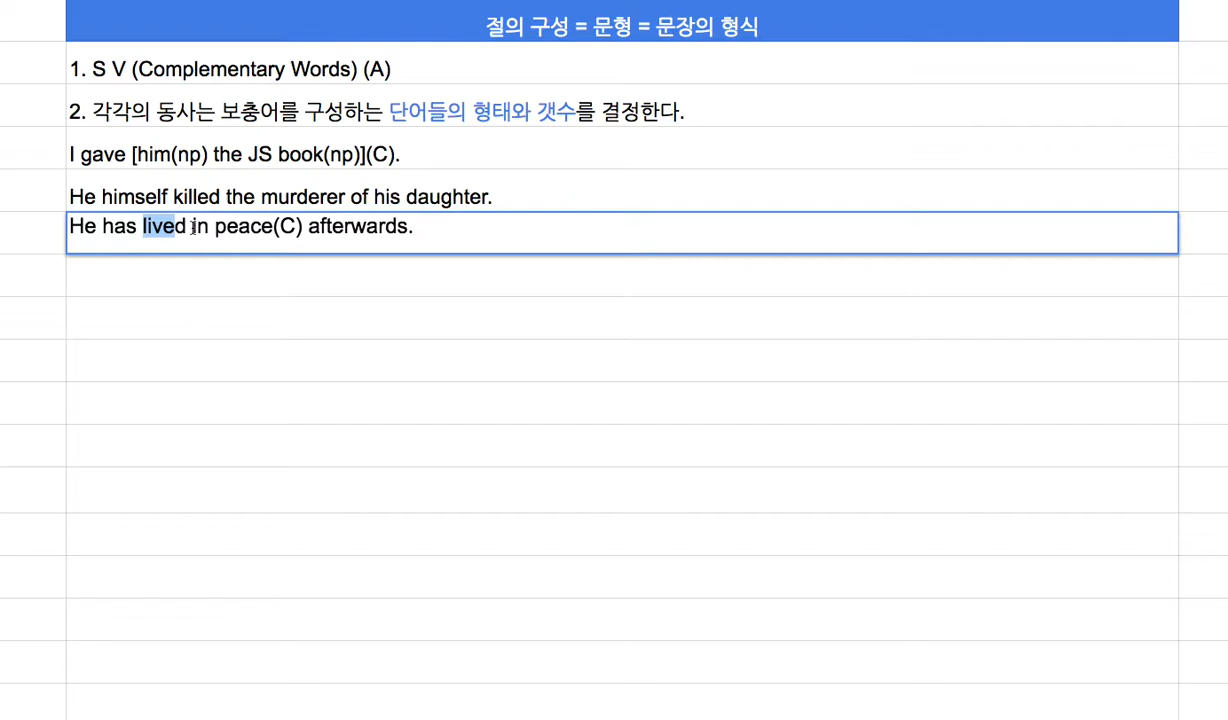 절의 구성 = 문형 = 문장의 형식
1. S V (Complementary Words) (A)
2. 각각의 동사는 보충어를 구성하는 단어들의 형태와 갯수를 결정한다.
I gave [him(np) the JS book(np)](C).
He himself killed the murderer of his daughter.
He has lived in peace(C) afterwards.